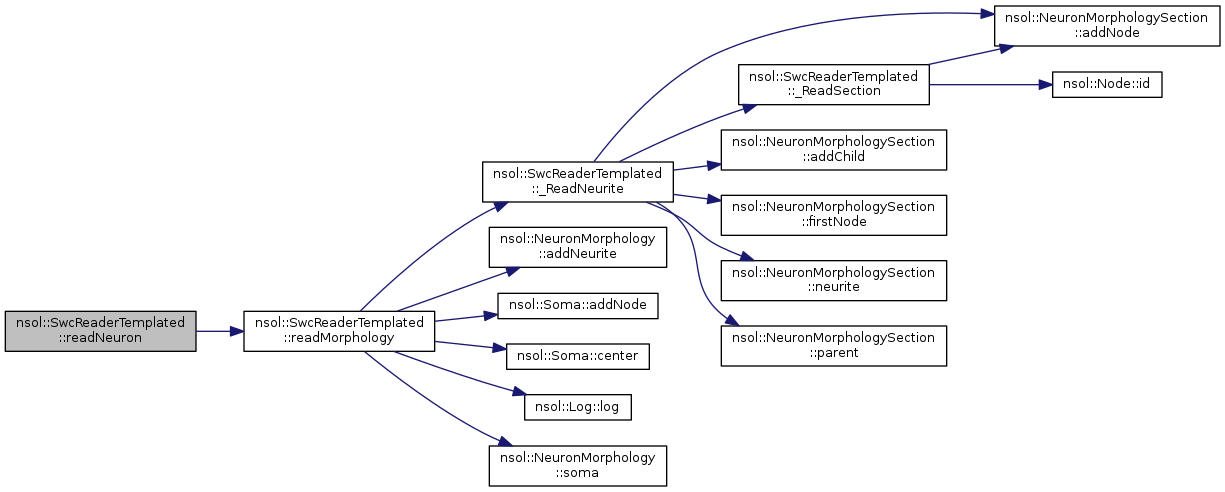 nsol::NeuronMorphologySection
::addNode
nsol::SwcReaderTemplated
::_ReadSection
nsol::Node::id
nsol::NeuronMorphologySection
::addChild
nsol::SwcReaderTemplated
::_ReadNeurite
nsol::NeuronMorphologySection
::firstNode
nsol::NeuronMorphology
::addNeurite
nsol::NeuronMorphologySection
::neurite
nsol::Soma::addNode
nsol::SwcReaderTemplated
::readNeuron
nsol::SwcReaderTemplated
::readMorphology
nsol::NeuronMorphologySection
::parent
nsol::Soma::center
nsol::Log::log
nsol::NeuronMorphology
::soma